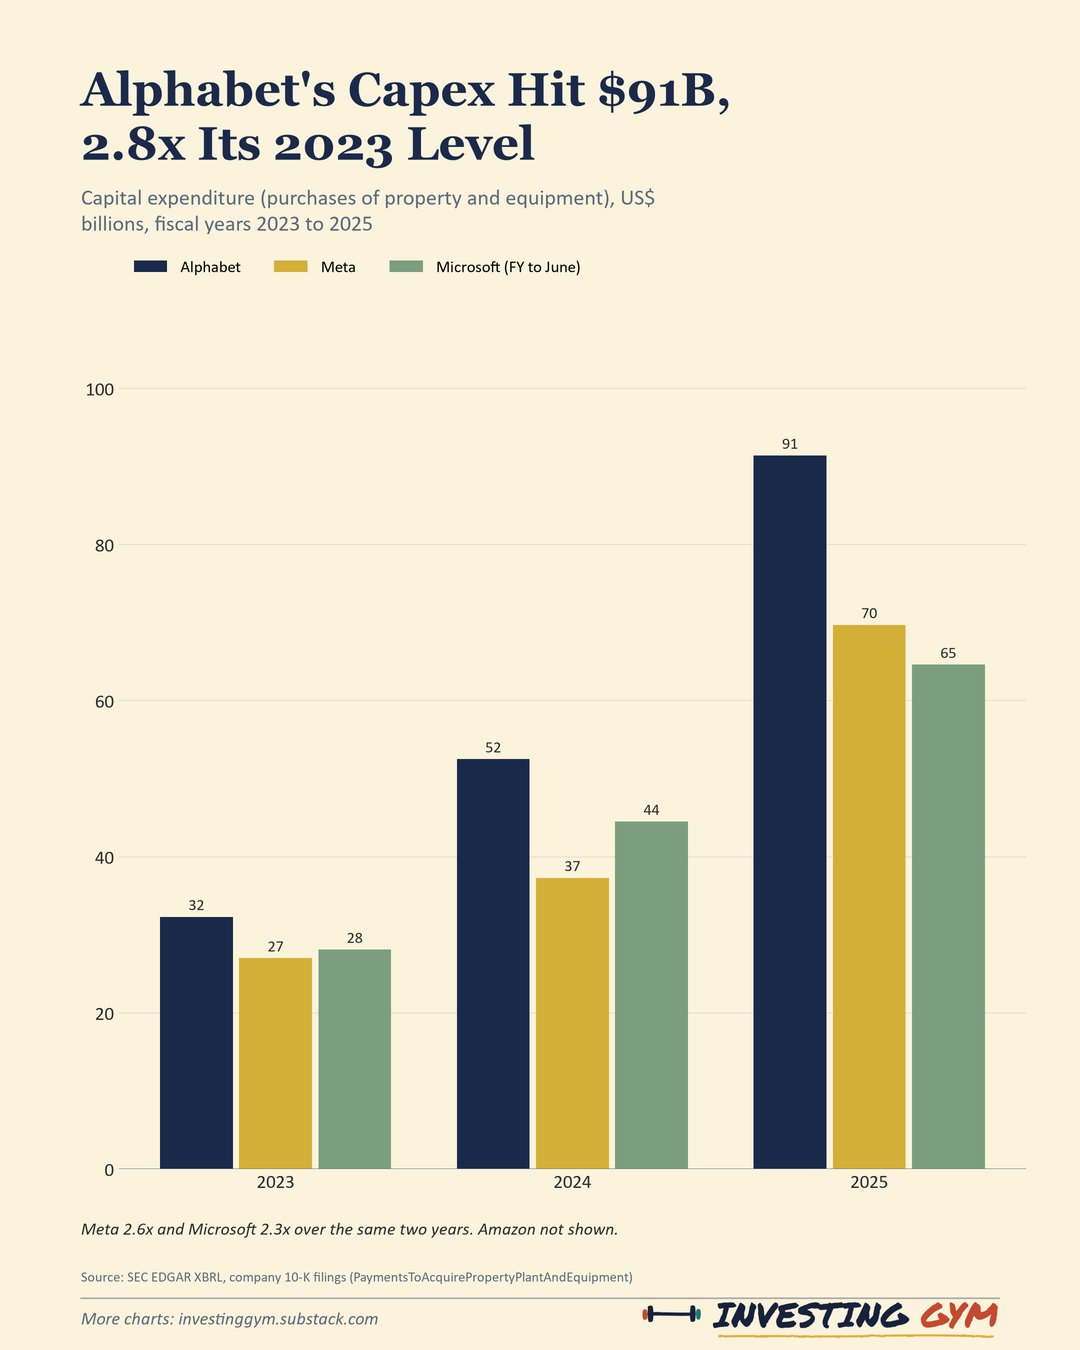 Alphabet's Capex Hit $91B,
2.8x Its 2023 Level
Capital expenditure (purchases of property and equipment), US$
billions, fiscal years 2023 to 2025
Alphabet Meta Microsoft (FY to June)
100
91
80
70
65
60
52
44
40
37
32
28
27
20
0
2023 2024 2025
Meta 2.6x and Microsoft 2.3x over the same two years. Amazon not shown.
Source: SEC EDGAR XBRL, company 10-K filings (PaymentsToAcquirePropertyPlantAndEquipment)
More charts: investinggym.substack.com
INVESTING GYM